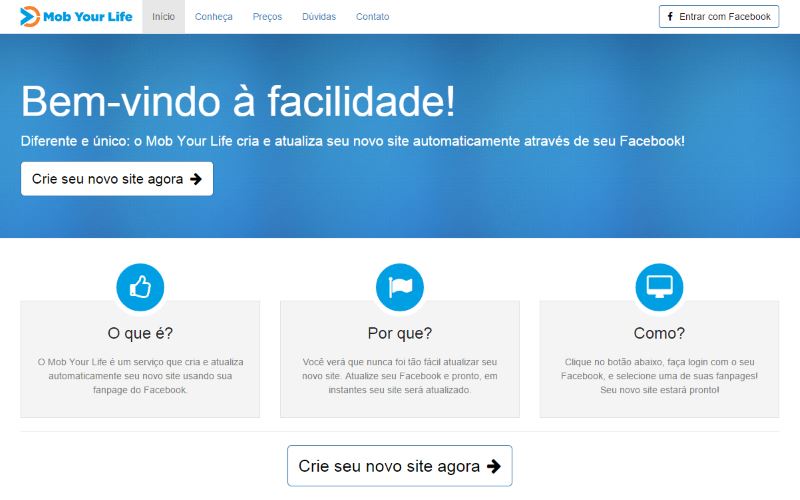 Mob Your Life
Início
Conheça
Preços
Dúvidas
Contato
Entrar com Facebook
Bem-vindo à facilidade!
Diferente e único: o Mob Your Life cria e atualiza seu novo site automaticamente através de seu Facebook!
Crie seu novo site agora
O que é?
O Mob Your Life é um serviço que cria e atualiza
automaticamente seu novo site usando sua
fanpage do Facebook.
Por que?
Você verá que nunca foi tão fácil atualizar seu
novo site. Atualize seu Facebook e pronto, em
instantes seu site será atualizado.
Como?
Clique no botão abaixo, faça login com o seu
Facebook, e selecione uma de suas fanpages!
Seu novo site estará pronto!
Crie seu novo site agora